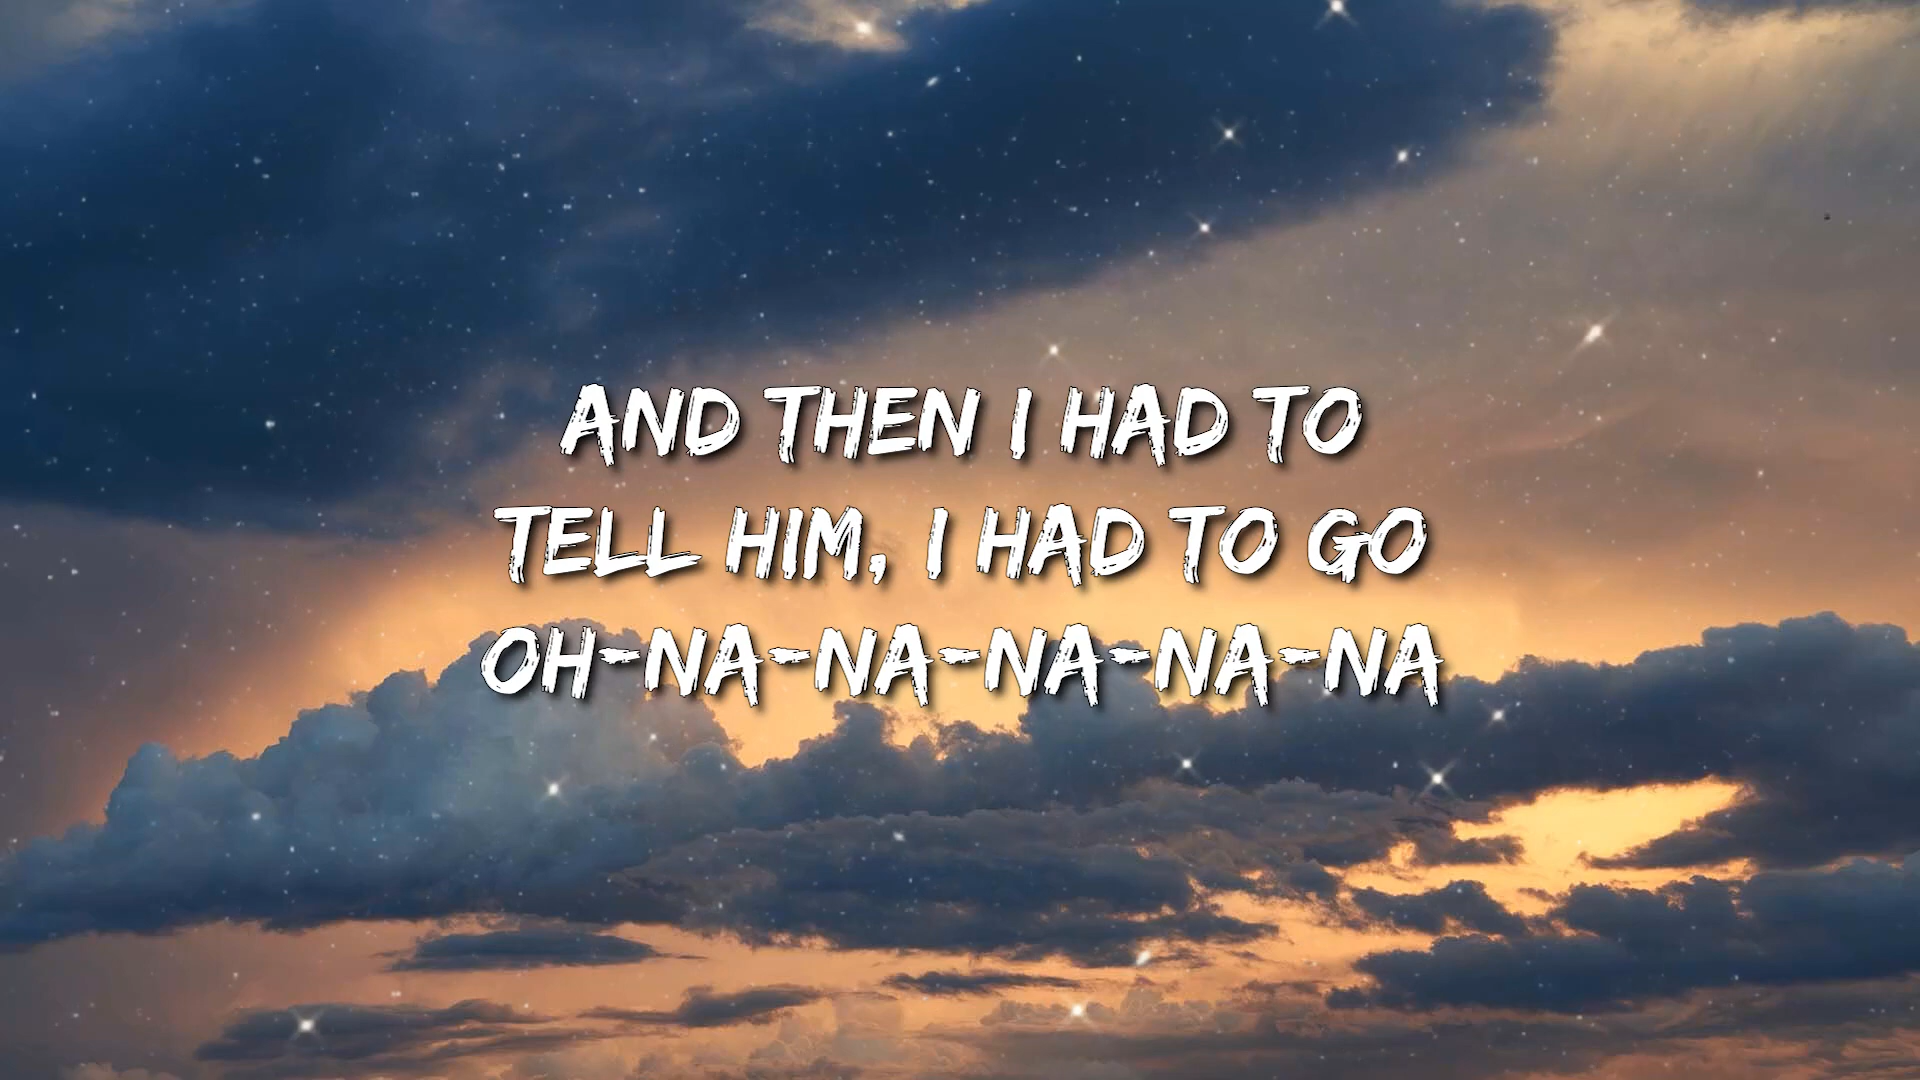 AND THEN I HAD TO
TELL HIM, I HAD TO GO
OH-NA-NA-NA-NA-NA